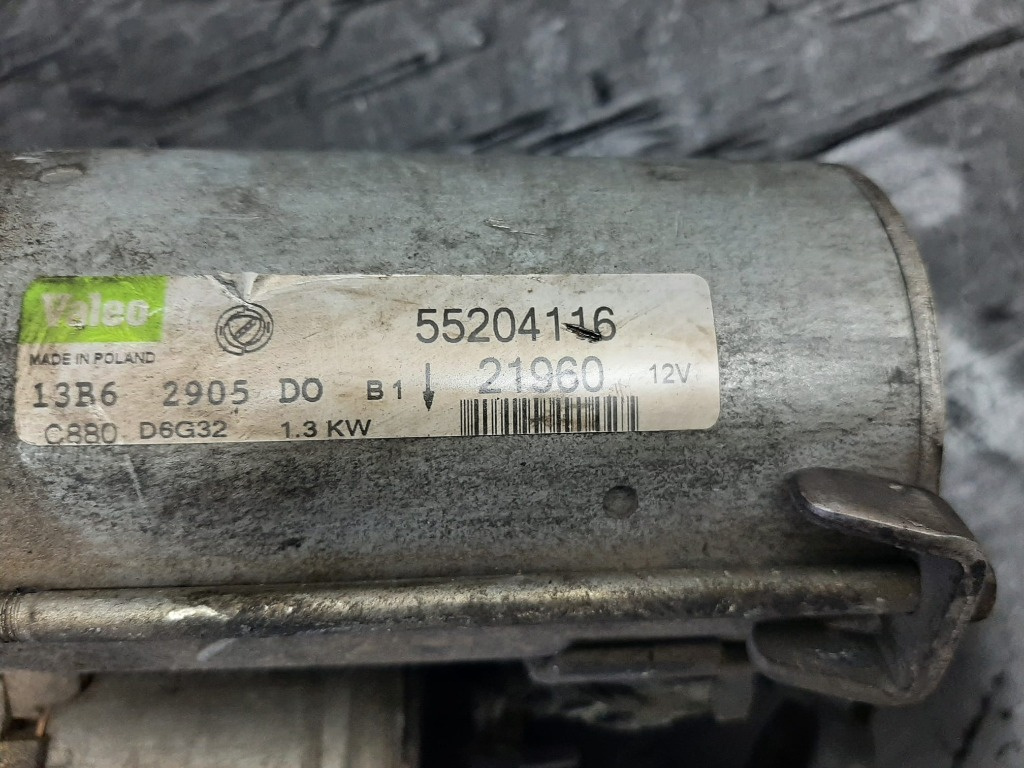 Valeo
MADE IN POLAND
55204116
21960 12V
13B6 2905 DO B1
C880 D6G32 1.3 KW